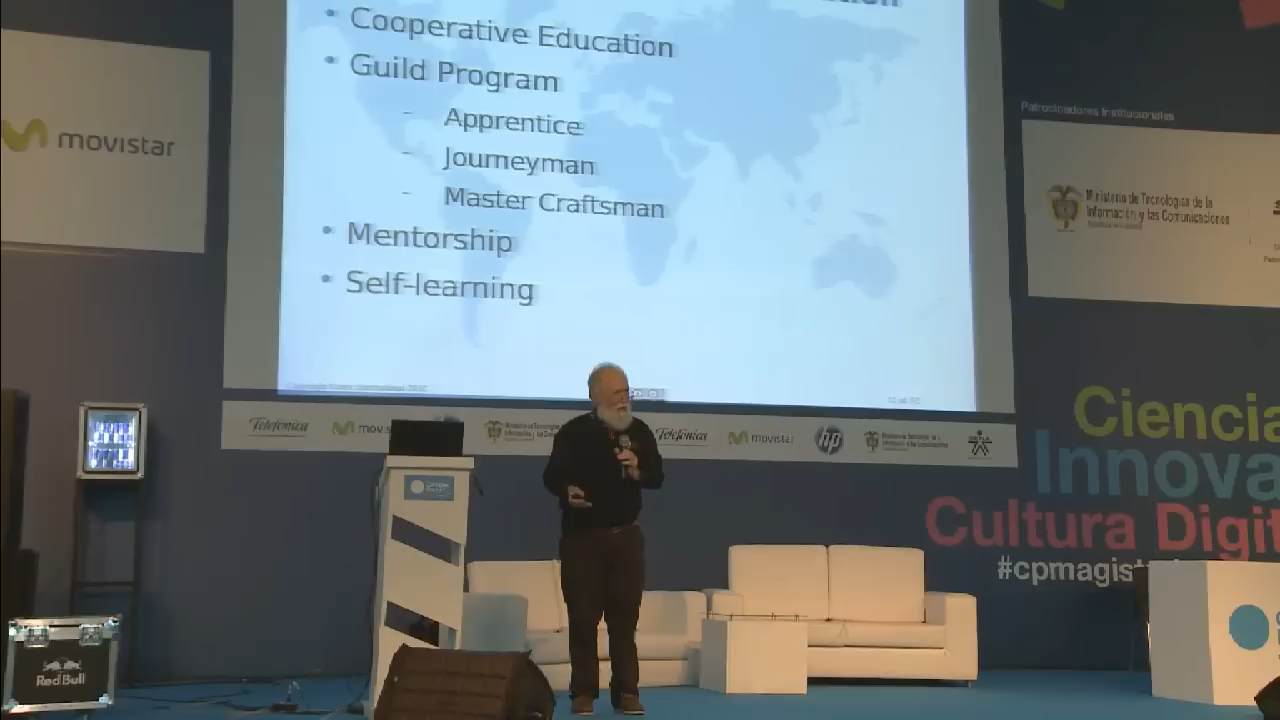 Cooperative Education
Guild Program
Apprentice
Journeyman
Master Craftsman
Mentorship
Self-learning
movistar
Patrocinadores Institucionales
Ministerio de Tecnologías de la
Información y las Comunicaciones
Telefónica
movistar
hp
Ciencia
Innova
Cultura Digit
#cpmagist
Red Bull